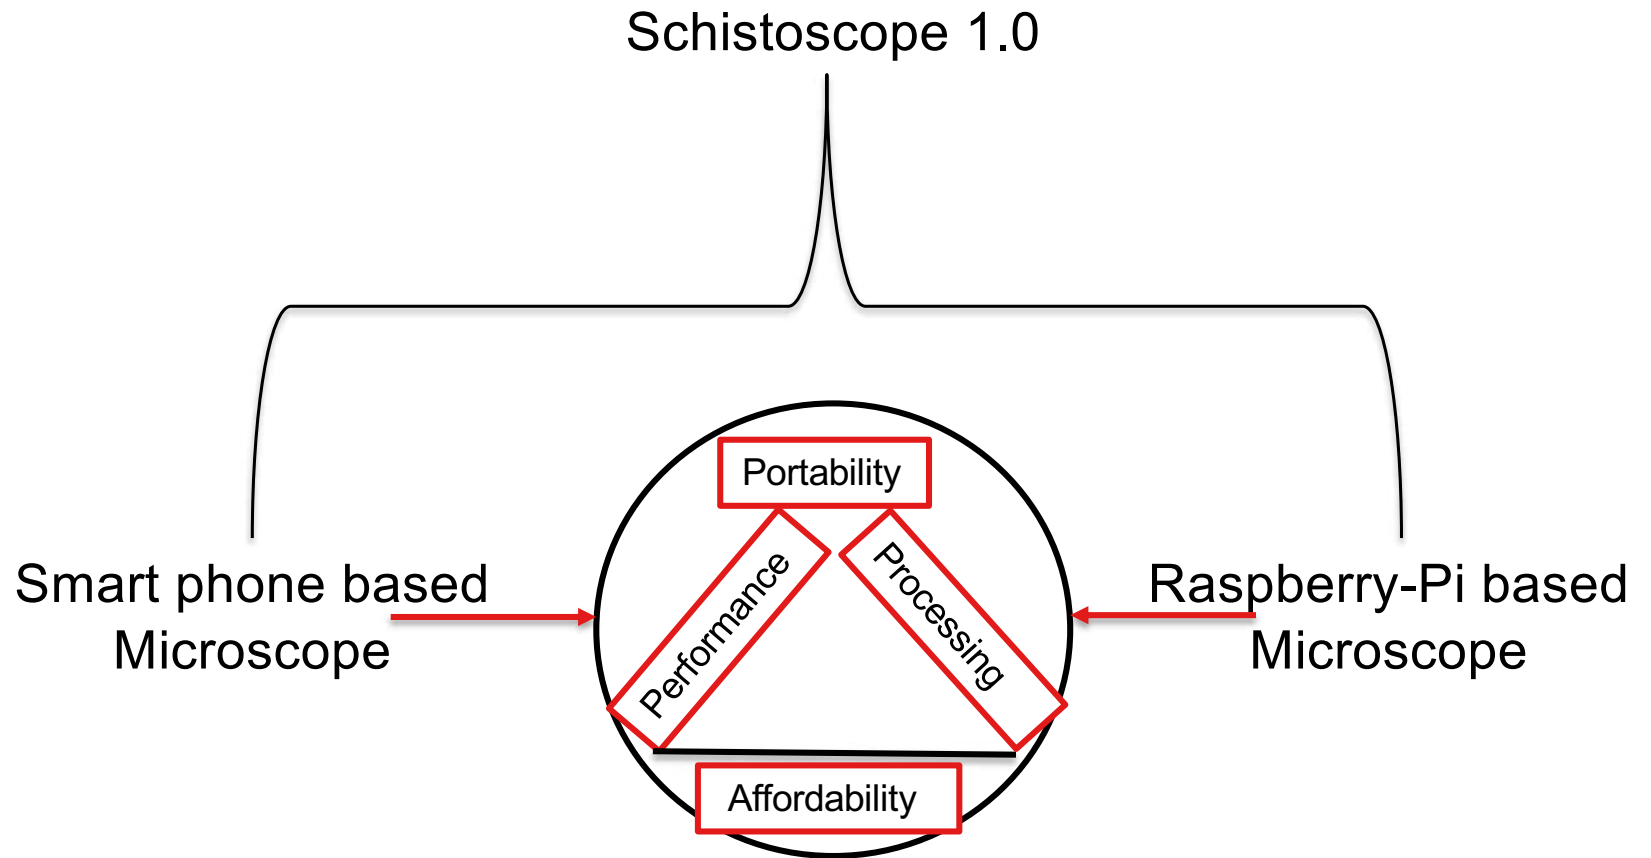 Schistoscope 1.0
Portability
Smart phone based
Microscope
Performance
Processing
Raspberry-Pi based
Microscope
Affordability